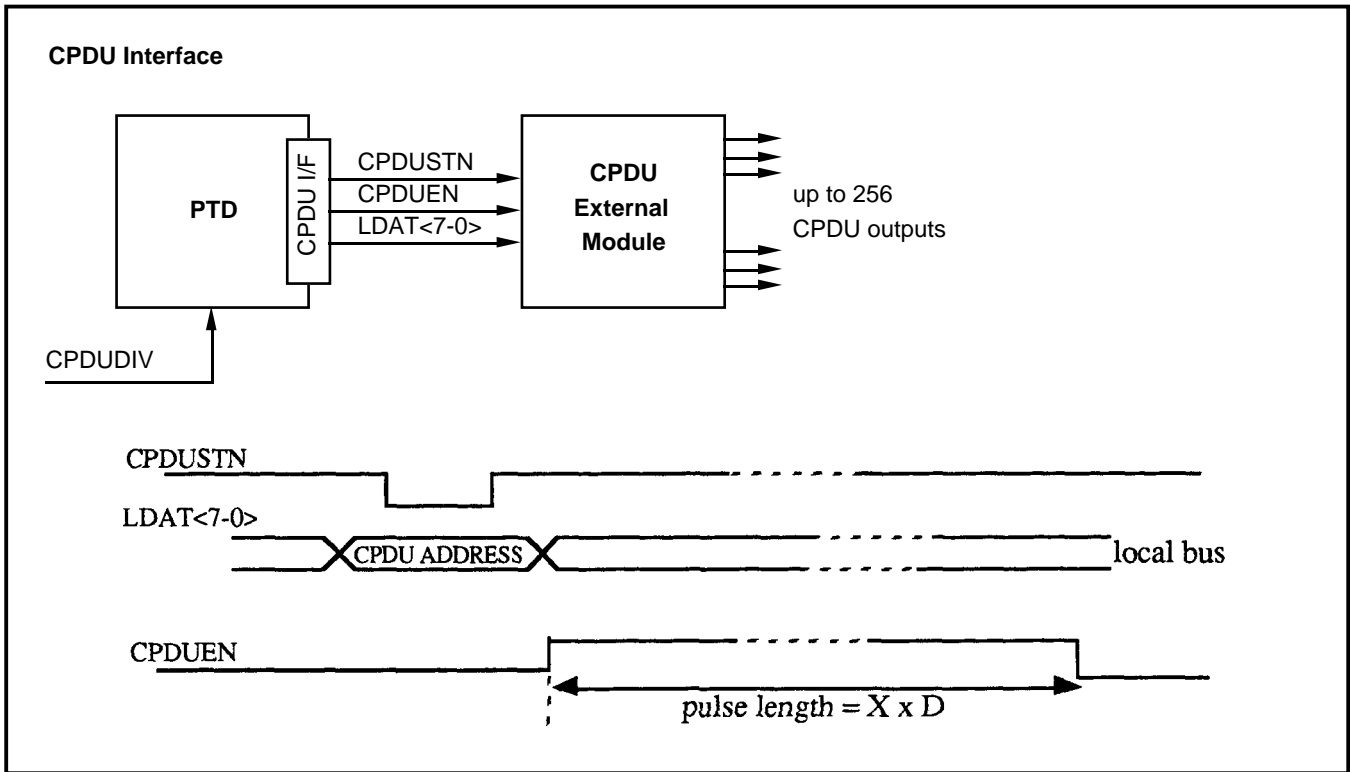 CPDU Interface
PTD
CPDU I/F
CPDUSTN
CPDUEN
LDAT<7-0>
CPDU
External
Module
up to 256
CPDU outputs
CPDUDIV
CPDUSTN
LDAT<7-0>
CPDU ADDRESS
local bus
CPDUEN
pulse length = X x D